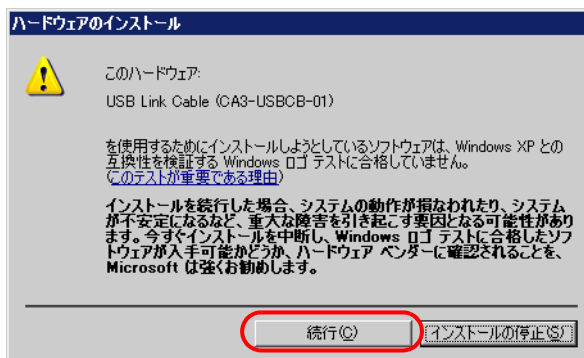 ハードウェアのインストール
このハードウェア:
USB Link Cable (CA3-USBCB-01)
を使用するためにインストールしようとしているソフトウェアは、Windows XP との
互換性を検証する Windows ロゴ テストに合格していません。
(このテストが重要である理由)
インストールを続行した場合、システムの動作が損なわれたり、システム
が不安定になるなど、重大な障害を引き起こす要因となる可能性があり
ます。今すぐインストールを中断し、Windows ロゴ テストに合格したソフ
トウェアが入手可能かどうか、ハードウェア ベンダーに確認されることを、
Microsoft は強くお勧めします。
続行(C)
インストールの停止(S)